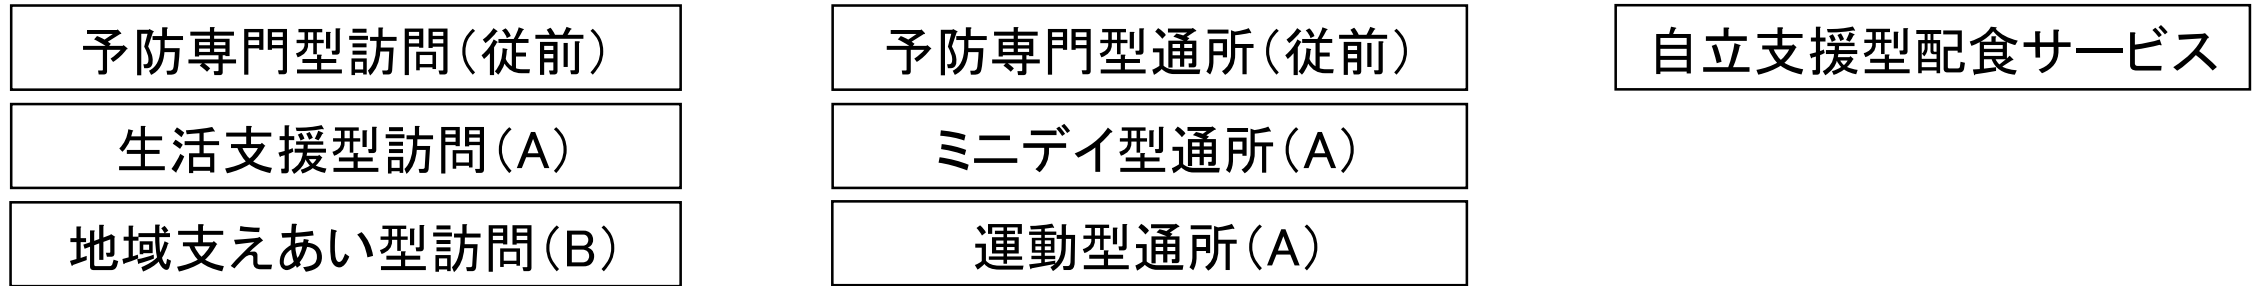 予防専門型訪問(従前)
生活支援型訪問(A)
地域支えあい型訪問(B)
予防専門型通所(従前)
ミニデイ型通所(A)
運動型通所(A)
自立支援型配食サービス